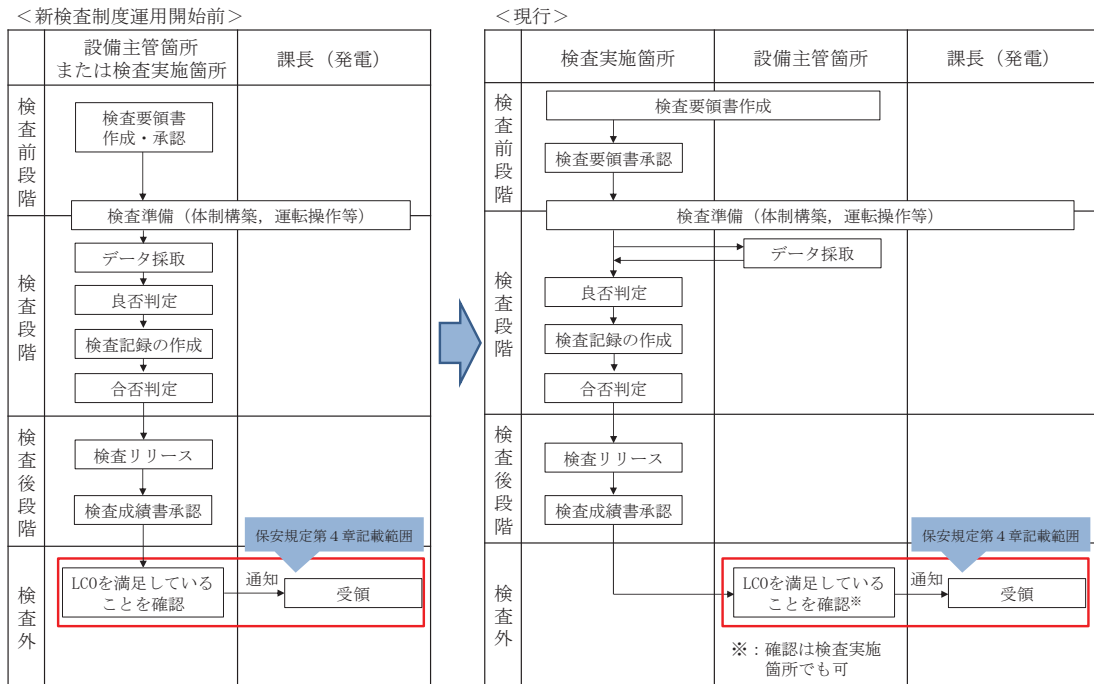 ＜新検査制度運用開始前＞
設備主管箇所
または検査実施箇所
課長（発電）
検査前段階
検査要領書
作成・承認
検査準備（体制構築，運転操作等）
検査段階
データ採取
良否判定
検査記録の作成
合否判定
検査後段階
検査リリース
検査成績書承認
保安規定第４章記載範囲
検査外
LCOを満足している
ことを確認
通知
受領
＜現行＞
検査実施箇所
設備主管箇所
課長（発電）
検査前段階
検査要領書作成
検査要領書承認
検査準備（体制構築，運転操作等）
検査段階
データ採取
良否判定
検査記録の作成
合否判定
検査後段階
検査リリース
検査成績書承認
保安規定第４章記載範囲
検査外
LCOを満足している
ことを確認※
通知
受領
※：確認は検査実施
箇所でも可